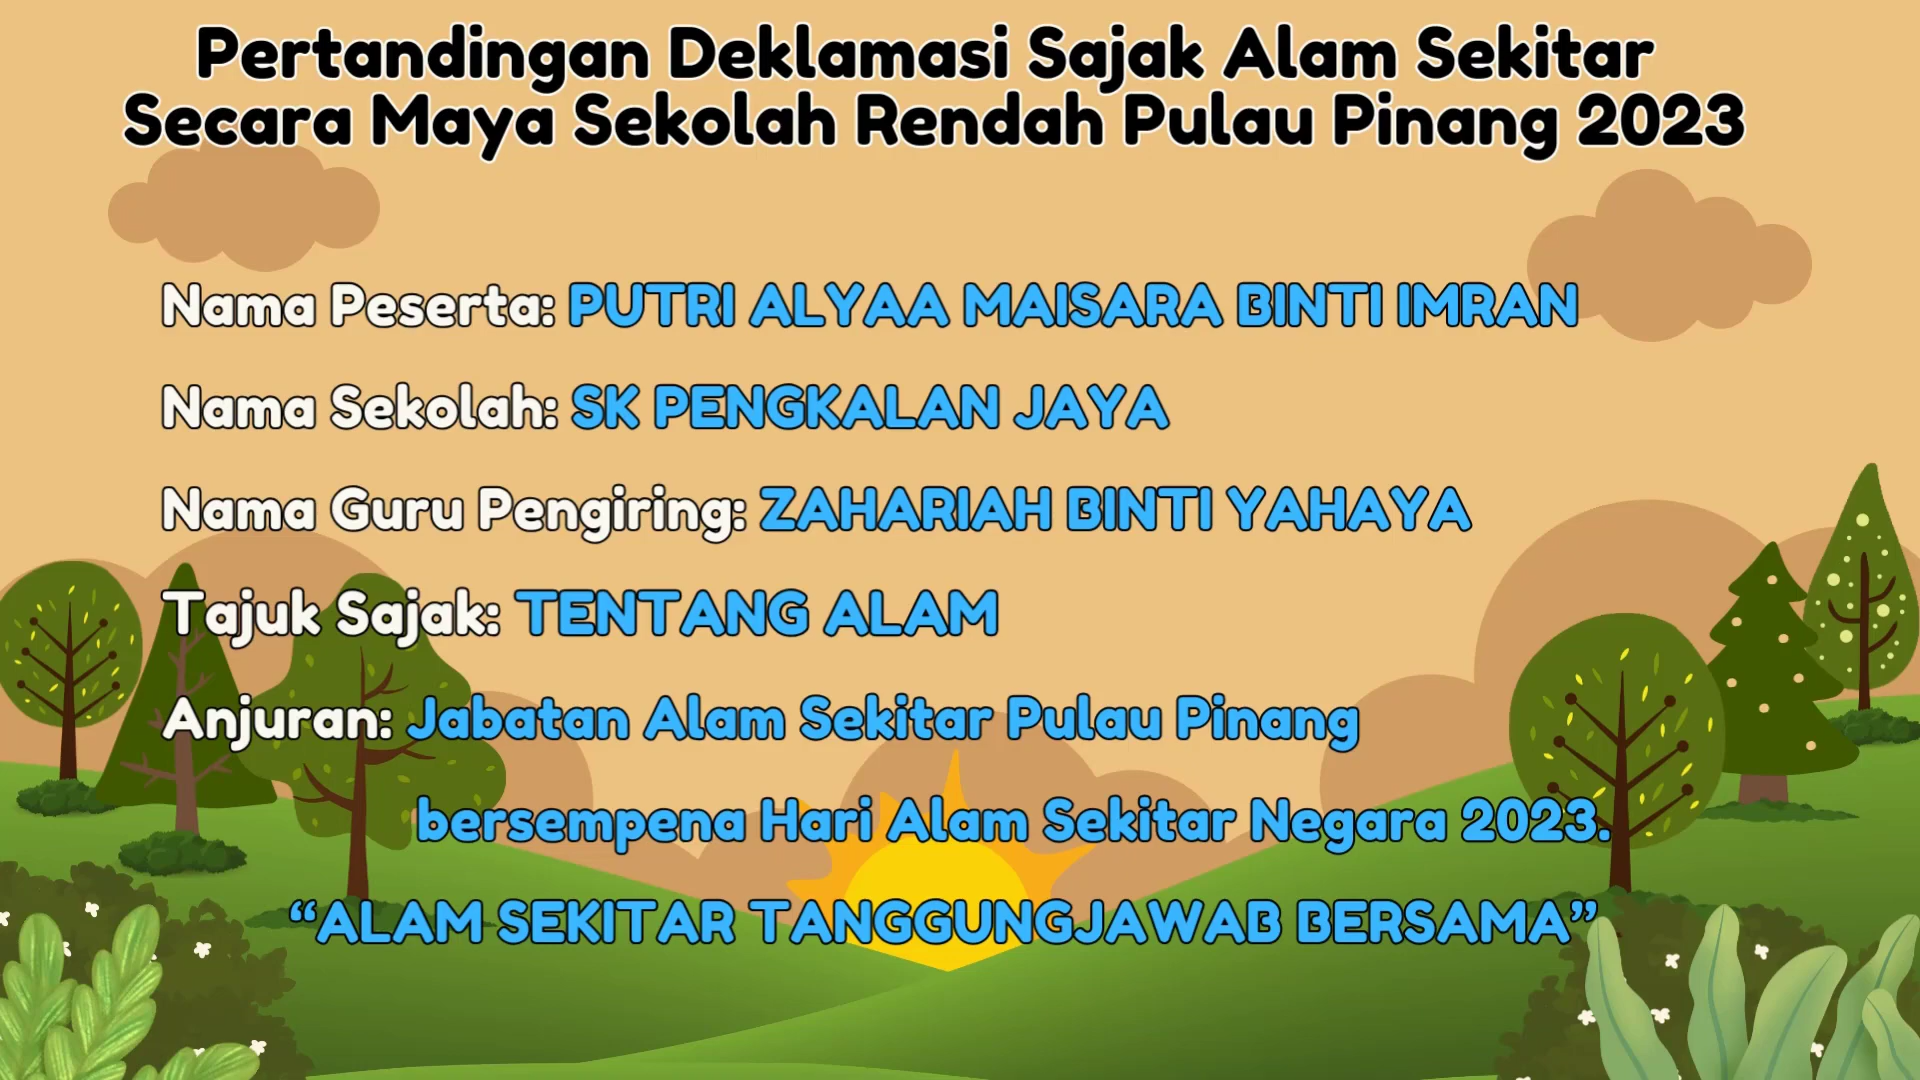 Pertandingan Deklamasi Sajak Alam Sekitar
Secara Maya Sekolah Rendah Pulau Pinang 2023
Nama Peserta: PUTRI ALYAA MAISARA BINTI IMRAN
Nama Sekolah: SK PENGKALAN JAYA
Nama Guru Pengiring: ZAHARIAH BINTI YAHAYA
Tajuk Sajak: TENTANG ALAM
Anjuran: Jabatan Alam Sekitar Pulau Pinang
bersempena Hari Alam Sekitar Negara 2023.
“ALAM SEKITAR TANGGUNGJAWAB BERSAMA”